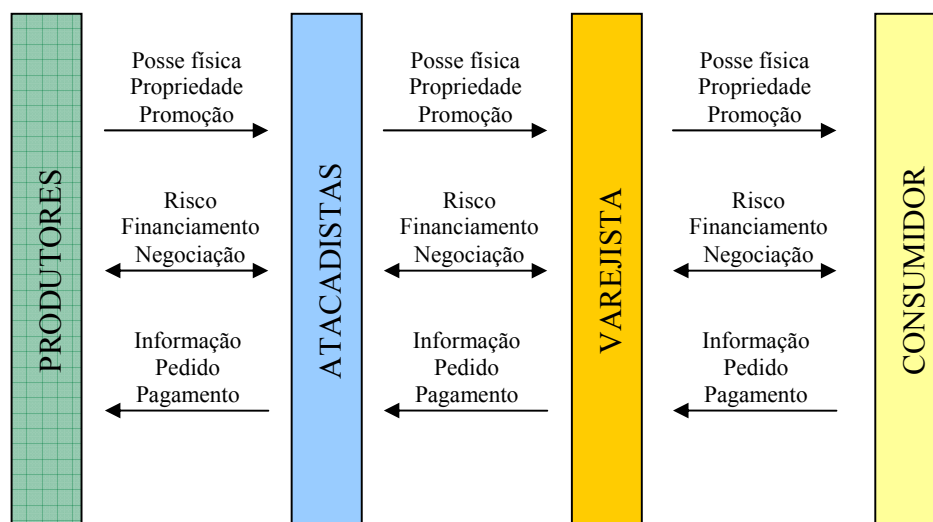 PRODUTORES
Posse física
Propriedade
Promoção
Risco
Financiamento
Negociação
Informação
Pedido
Pagamento
ATACADISTAS
Posse física
Propriedade
Promoção
Risco
Financiamento
Negociação
Informação
Pedido
Pagamento
VAREJISTA
Posse física
Propriedade
Promoção
Risco
Financiamento
Negociação
Informação
Pedido
Pagamento
CONSUMIDOR